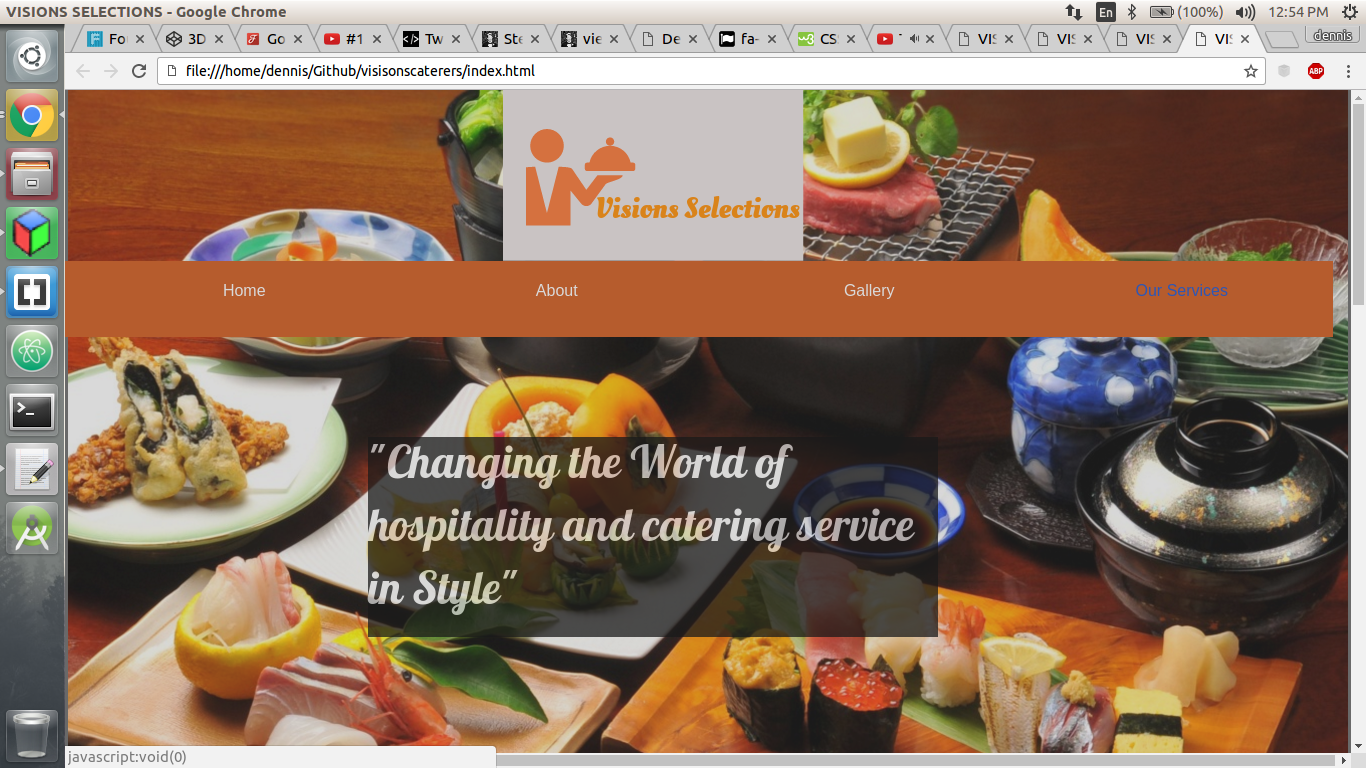 VISIONS SELECTIONS - Google Chrome
En
(100%)
12:54 PM
Fo
3D
Go
#1
Tw
Ste
vie
De
fa-
CS
VIS
VIS
VIS
VIS
dennis
file:///home/dennis/Github/visisonscaterers/index.html
ABP
Visions Selections
Home
About
Gallery
Our Services
"Changing the World of
hospitality and catering service
in Style"
javascript:void(0)